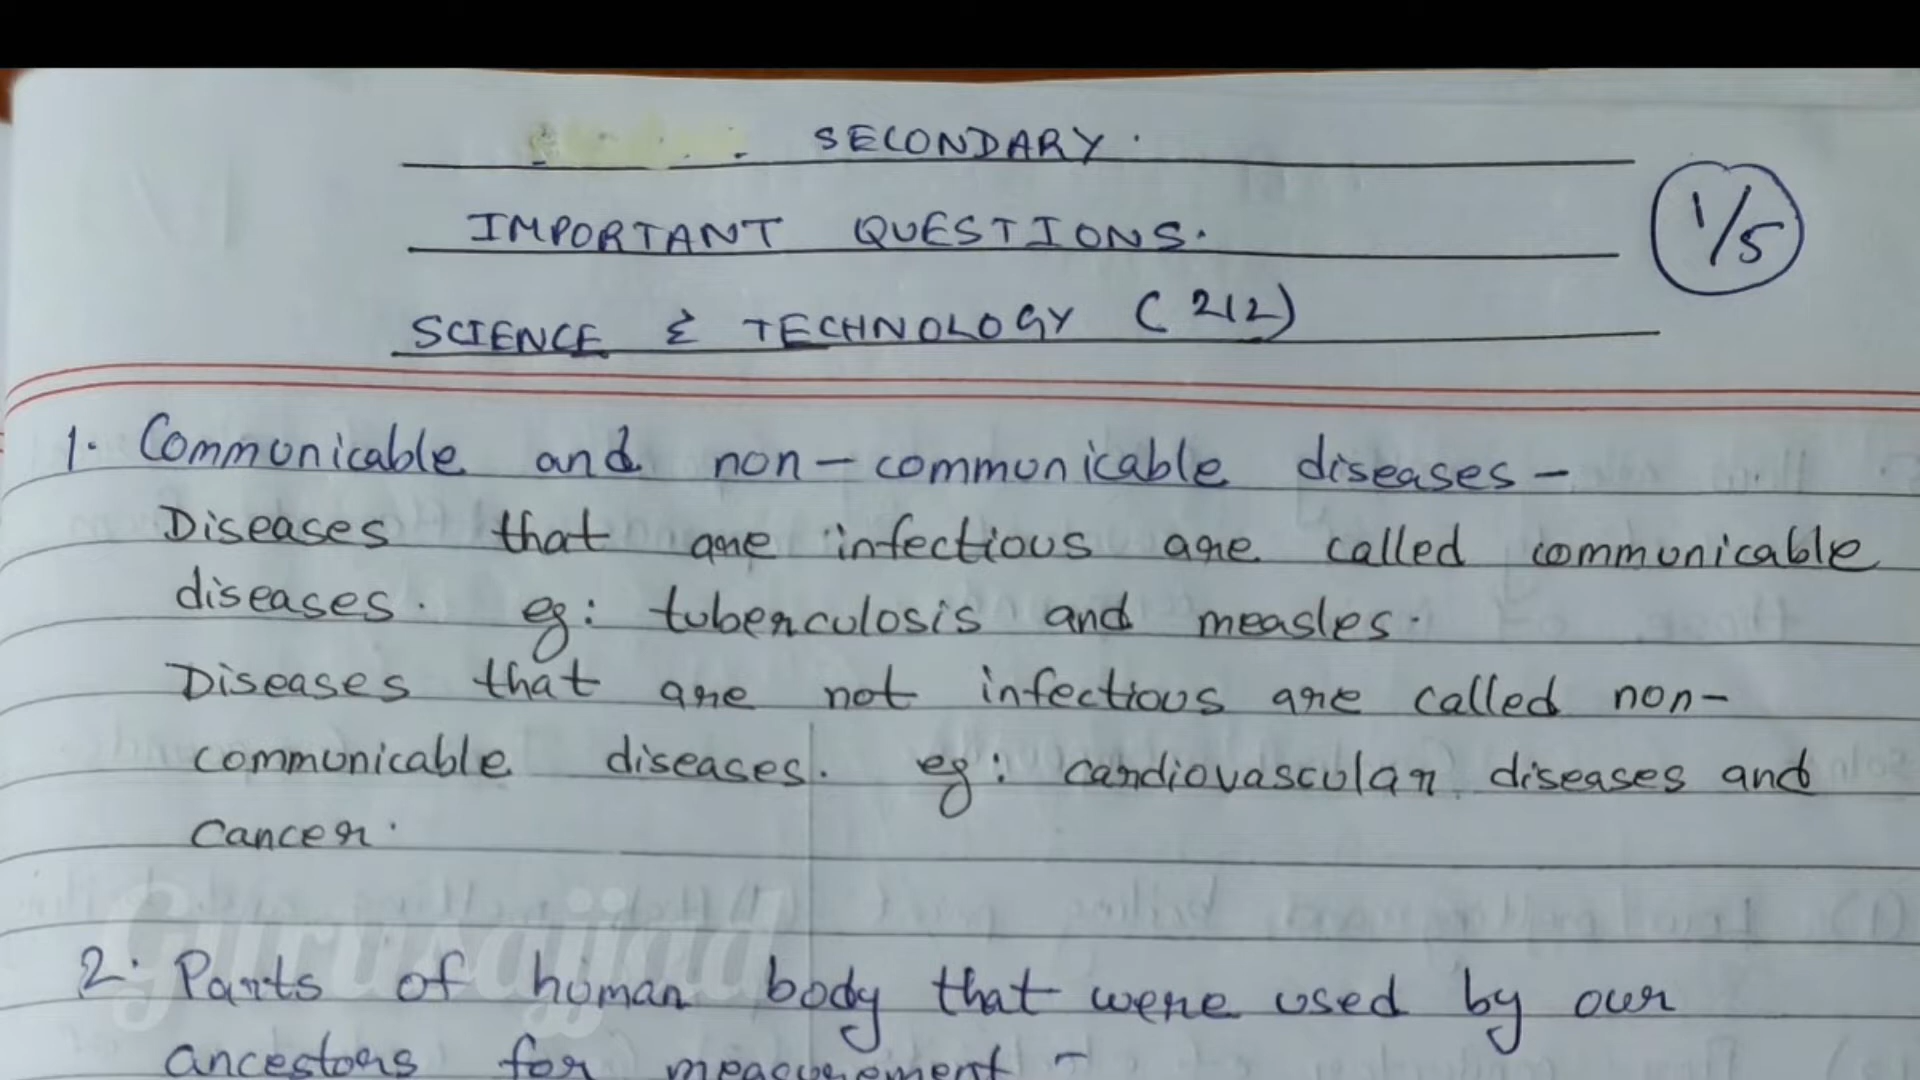 SECONDARY.
IMPORTANT QUESTIONS.
SCIENCE & TECHNOLOGY (212)
1/5
1. Communicable and non-communicable diseases -
Diseases that are infectious are called communicable
diseases. eg: tuberculosis and measles.
Diseases that are not infectious are called non-
communicable diseases. eg: cardiovascular diseases and
cancer.
Gurusajjad
2. Parts of human body that were used by our
ancestors for measurement -